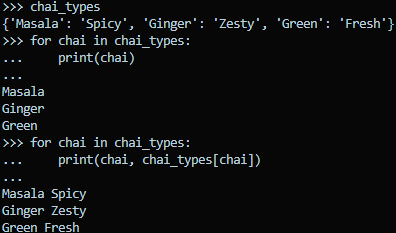 >>> chai_types
{'Masala': 'Spicy', 'Ginger': 'Zesty', 'Green': 'Fresh'}
>>> for chai in chai_types:
...     print(chai)
...
Masala
Ginger
Green
>>> for chai in chai_types:
...     print(chai, chai_types[chai])
...
Masala Spicy
Ginger Zesty
Green Fresh